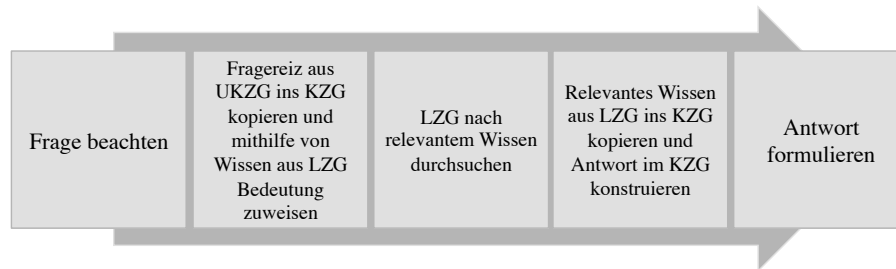 Frage beachten
Fragereiz aus
UKZG ins KZG
kopieren und
mithilfe von
Wissen aus LZG
Bedeutung
zuweisen
LZG nach
relevantem Wissen
durchsuchen
Relevantes Wissen
aus LZG ins KZG
kopieren und
Antwort im KZG
konstruieren
Antwort
formulieren